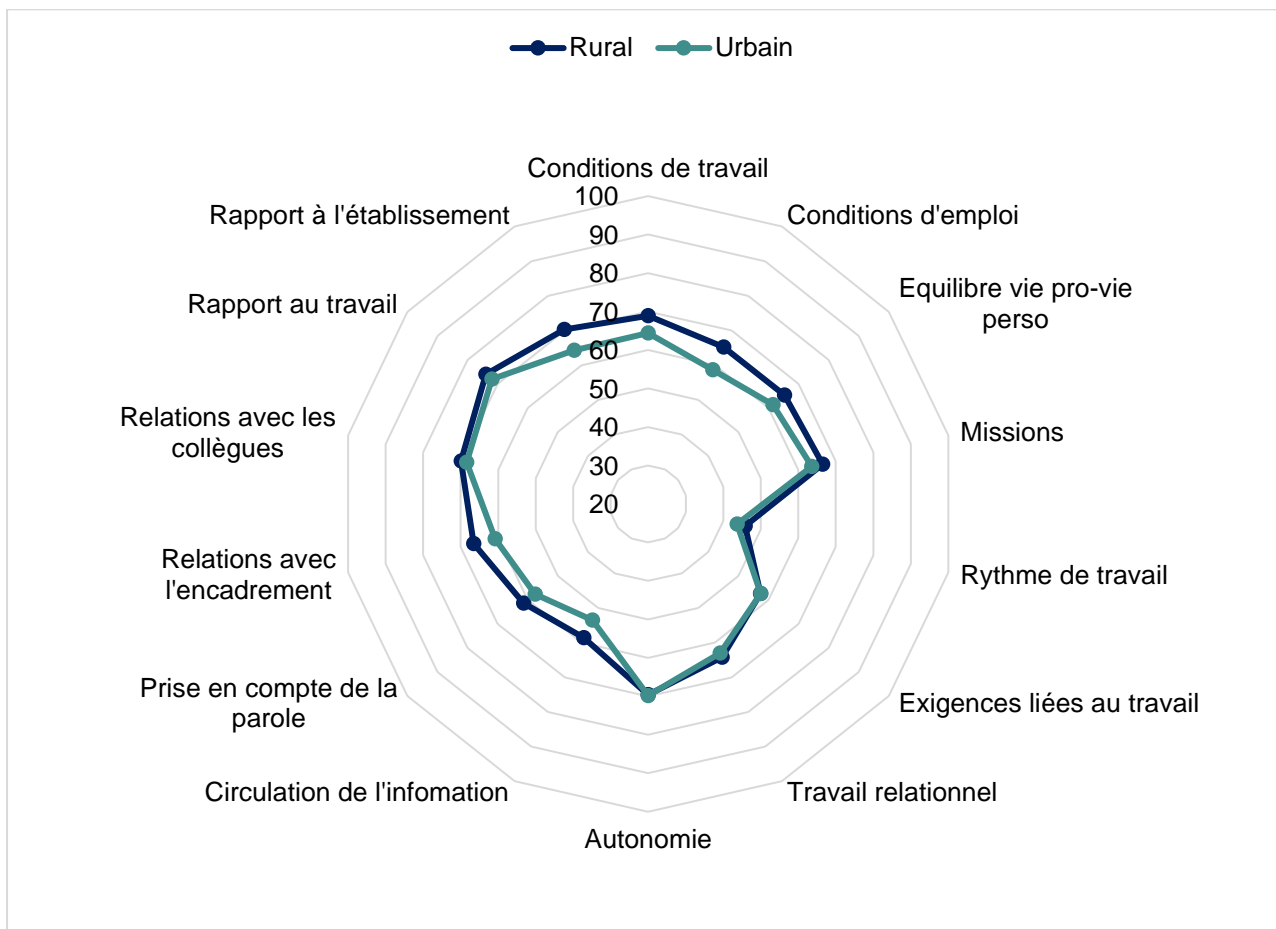 Rural
Urbain
Conditions de travail
100
90
80
70
60
50
40
30
20
Conditions d'emploi
Equilibre vie pro-vie
perso
Missions
Rythme de travail
Exigences liées au travail
Travail relationnel
Autonomie
Circulation de l'infomation
Prise en compte de la
parole
Relations avec
l'encadrement
Relations avec les
collègues
Rapport au travail
Rapport à l'établissement